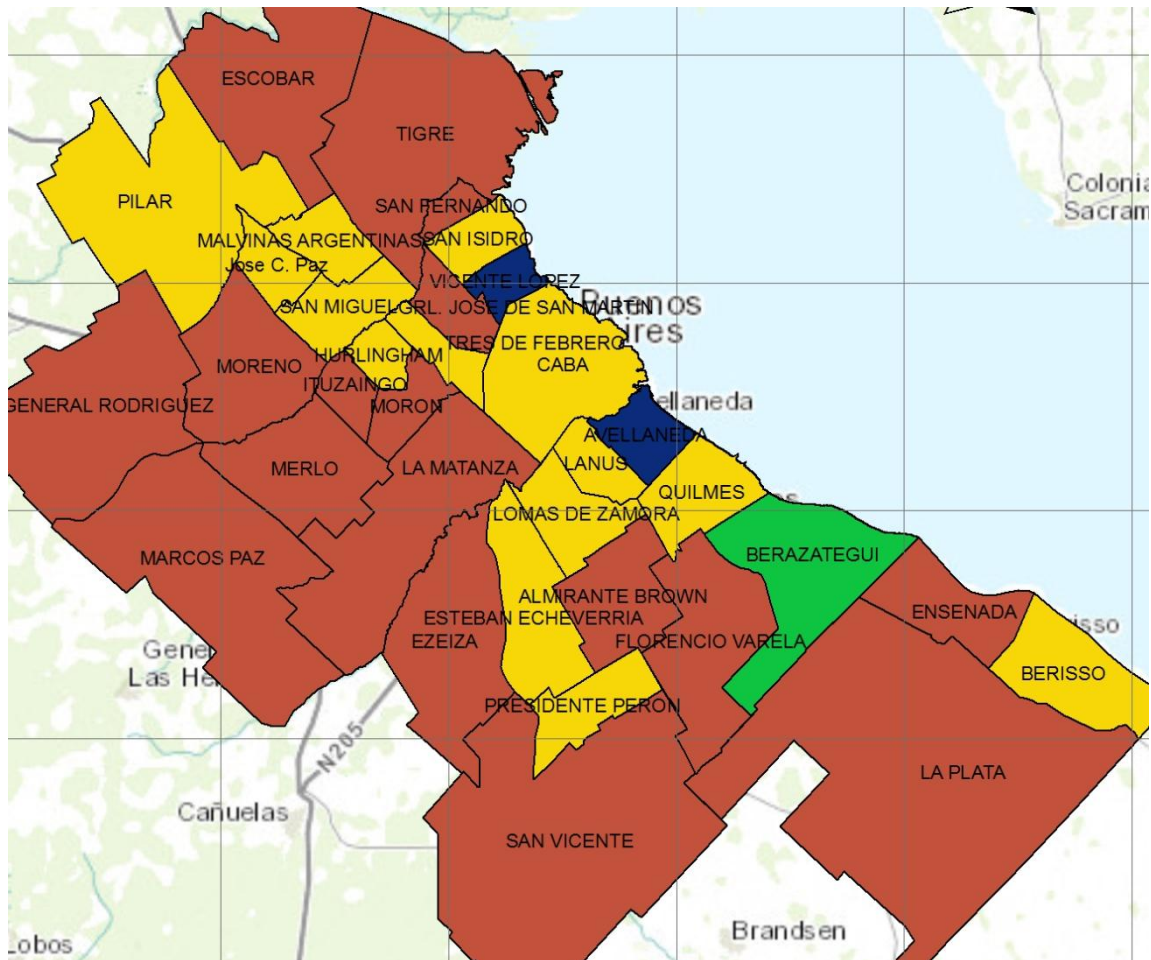 ESCOBAR
TIGRE
Colonia
Sacram
PILAR
SAN FERNANDO
MALVINAS ARGENTINAS
SAN ISIDRO
Jose C. Paz
VICENTE LOPEZ
SAN MIGUEL
GRL. JOSE DE SAN MARTIN
Buenos
Aires
TRES DE FEBRERO
HURLINGHAM
CABA
MORENO
ITUZAINGO
GENERAL RODRIGUEZ
MORON
ellaneda
AVELLANEDA
MERLO
LA MATANZA
LANUS
QUILMES
LOMAS DE ZAMORA
MARCOS PAZ
BERAZATEGUI
ALMIRANTE BROWN
ESTEBAN ECHEVERRIA
ENSENADA
isso
EZEIZA
FLORENCIO VARELA
Gene
Las He
BERISSO
PRESIDENTE PERON
N205
LA PLATA
Cañuelas
SAN VICENTE
Brandsen
Lobos